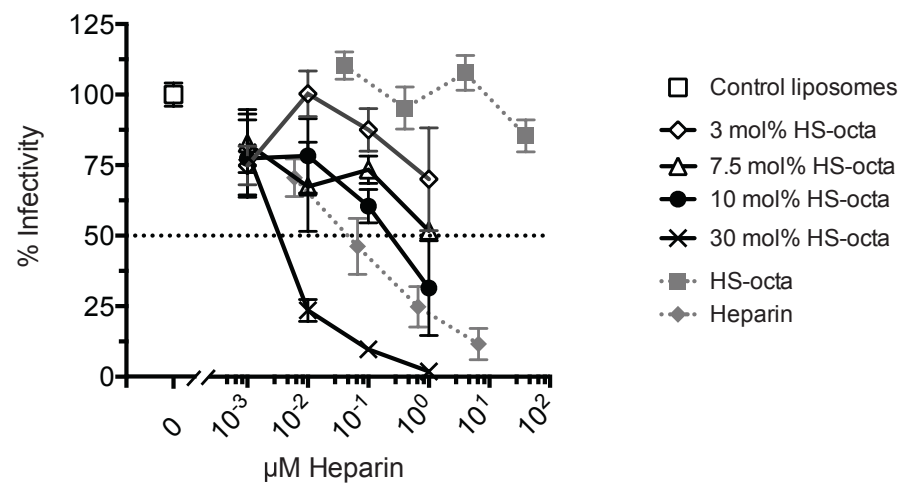 125
100
75
50
25
0
% Infectivity
0
10-3
10-2
10-1
100
101
102
µM Heparin
Control liposomes
3 mol% HS-octa
7.5 mol% HS-octa
10 mol% HS-octa
30 mol% HS-octa
HS-octa
Heparin